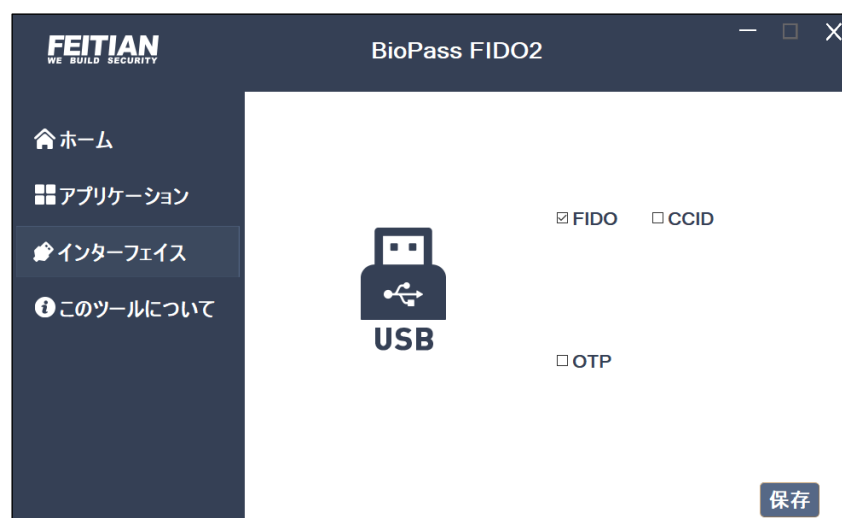 FEITIAN
WE BUILD SECURITY
BioPass FIDO2
ホーム
アプリケーション
インターフェイス
このツールについて
FIDO
CCID
USB
OTP
保存